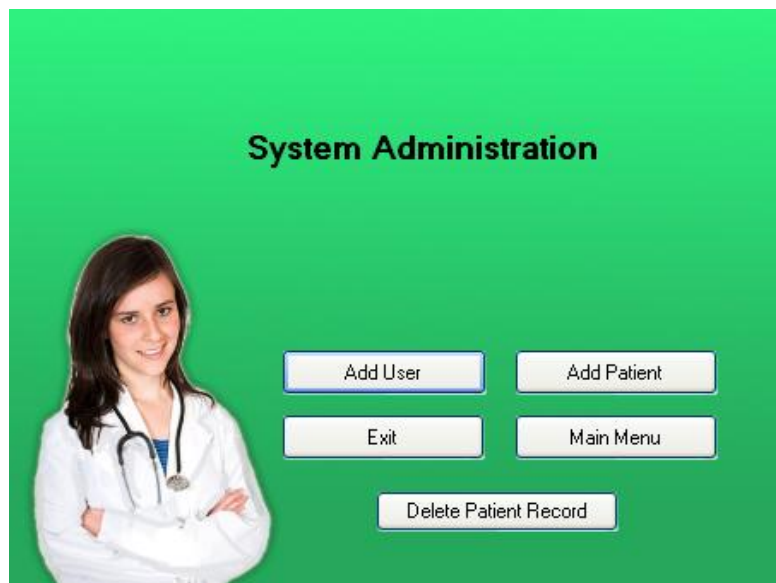 System Administration
Add User
Add Patient
Exit
Main Menu
Delete Patient Record